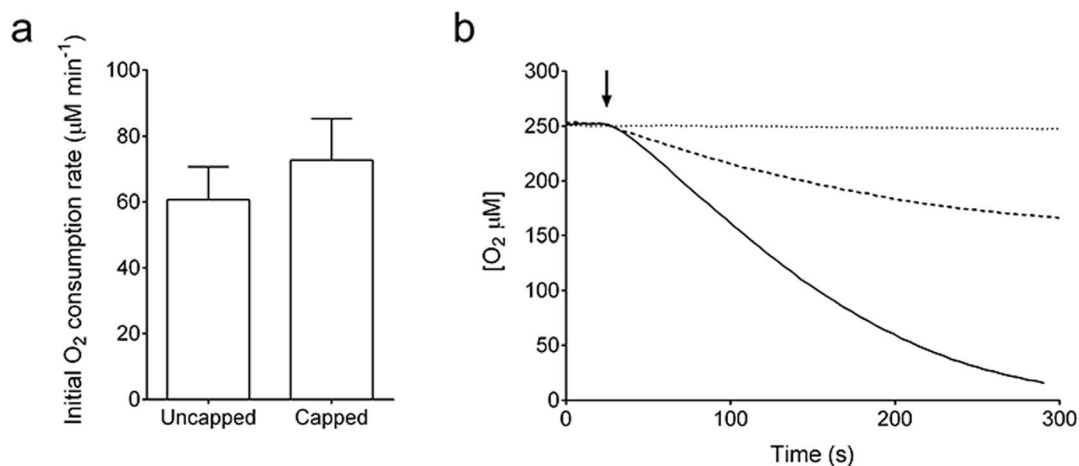 a
Initial O₂ consumption rate (µM min⁻¹)
100
80
60
40
20
0
Uncapped
Capped
b
[O₂ µM]
300
250
200
150
100
50
0
0
100
200
300
Time (s)